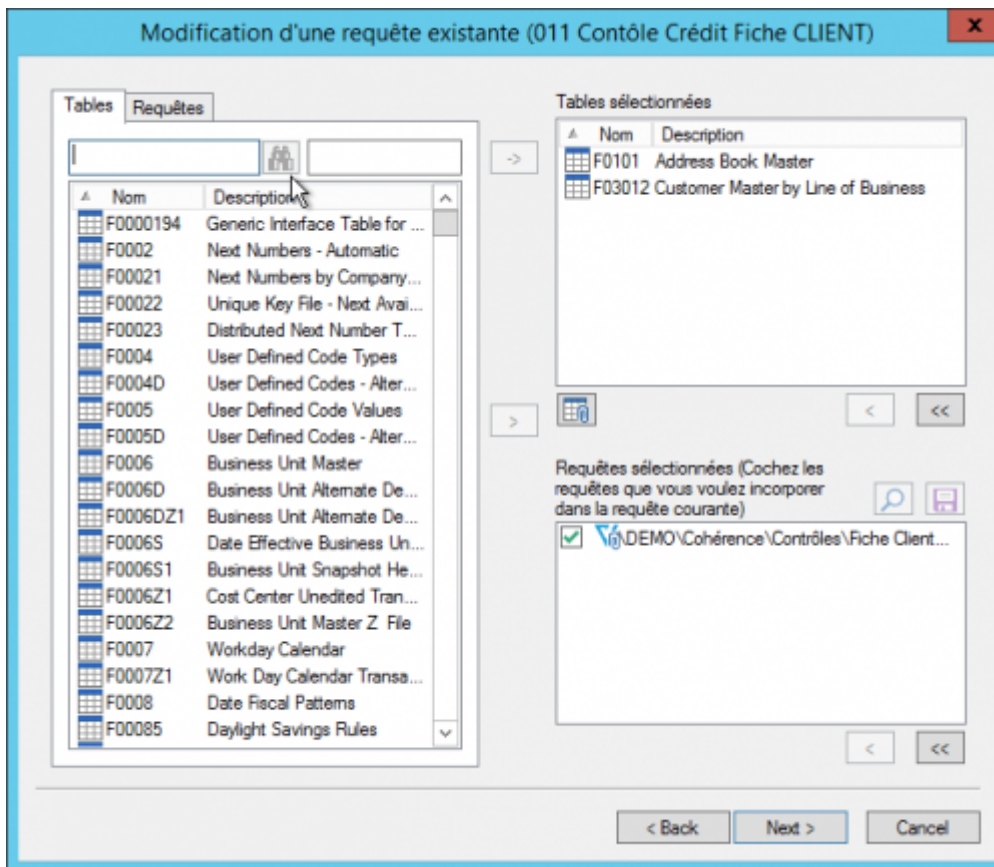 Modification d'une requête existante (011 Contôle Crédit Fiche CLIENT)
x
Tables Requêtes
Nom Description
F0000194 Generic Interface Table for ...
F0002 Next Numbers - Automatic
F00021 Next Numbers by Company...
F00022 Unique Key File - Next Avai...
F00023 Distributed Next Number T...
F0004 User Defined Code Types
F0004D User Defined Codes - Alter...
F0005 User Defined Code Values
F0005D User Defined Codes - Alter...
F0006 Business Unit Master
F0006D Business Unit Alternate De...
F0006DZ1 Business Unit Alternate De...
F0006S Date Effective Business Un...
F0006S1 Business Unit Snapshot He...
F0006Z1 Cost Center Unedited Tran...
F0006Z2 Business Unit Master Z File
F0007 Workday Calendar
F0007Z1 Work Day Calendar Transa...
F0008 Date Fiscal Patterns
F00085 Daylight Savings Rules
->
>
Tables sélectionnées
Nom Description
F0101 Address Book Master
F03012 Customer Master by Line of Business
< <<
Requêtes sélectionnées (Cochez les
requêtes que vous voulez incorporer
dans la requête courante)
\DEMO\Cohérence\Contrôles\Fiche Client...
< <<
< Back Next > Cancel